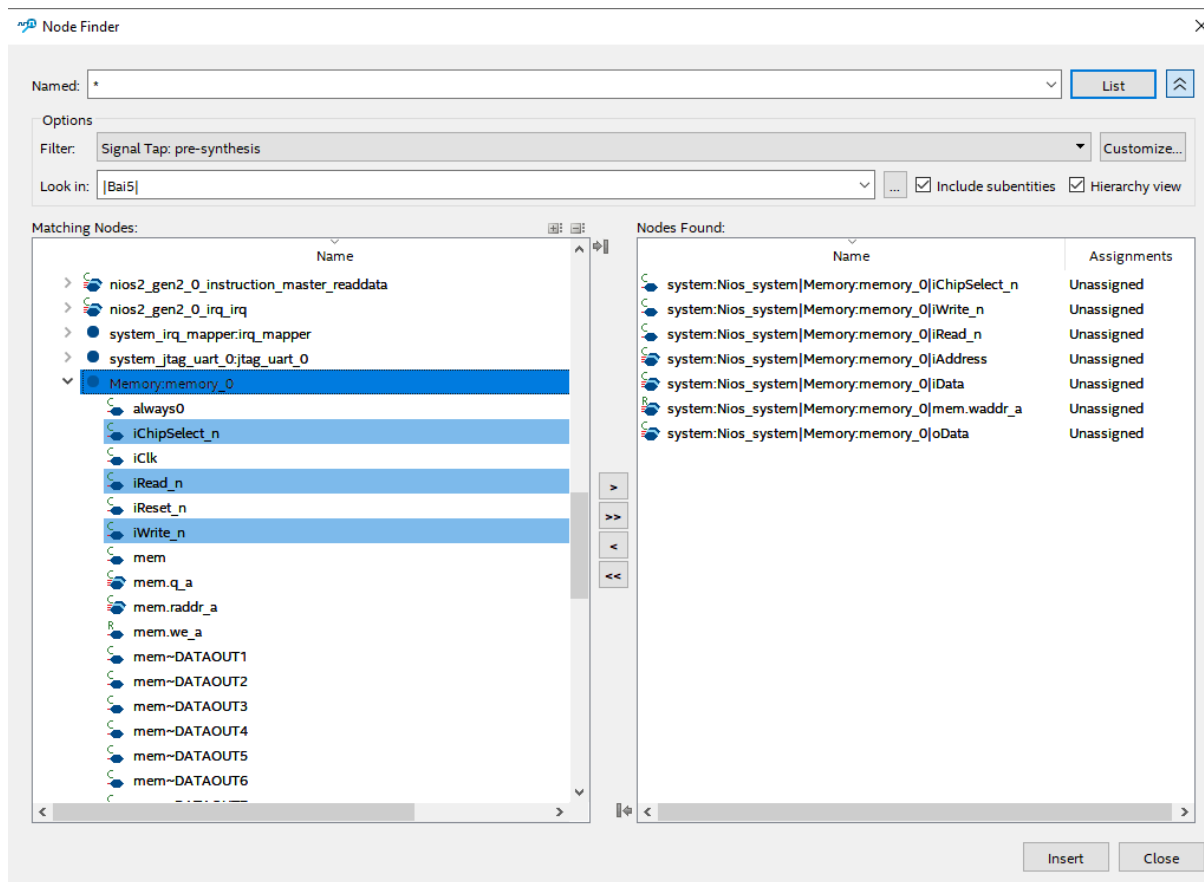 Node Finder
Named: * List
Options
Filter: Signal Tap: pre-synthesis Customize...
Look in: |Bai5| ... Include subentities Hierarchy view
Matching Nodes:
Name
nios2_gen2_0_instruction_master_readdata
nios2_gen2_0_irq_irq
system_irq_mapper:irq_mapper
system_jtag_uart_0:jtag_uart_0
Memory:memory_0
always0
iChipSelect_n
iClk
iRead_n
iReset_n
iWrite_n
mem
mem.q_a
mem.raddr_a
mem.we_a
mem~DATAOUT1
mem~DATAOUT2
mem~DATAOUT3
mem~DATAOUT4
mem~DATAOUT5
mem~DATAOUT6
>
>>
<
<<
Nodes Found:
Name Assignments
system:Nios_system|Memory:memory_0|iChipSelect_n Unassigned
system:Nios_system|Memory:memory_0|iWrite_n Unassigned
system:Nios_system|Memory:memory_0|iRead_n Unassigned
system:Nios_system|Memory:memory_0|iAddress Unassigned
system:Nios_system|Memory:memory_0|iData Unassigned
system:Nios_system|Memory:memory_0|mem.waddr_a Unassigned
system:Nios_system|Memory:memory_0|oData Unassigned
Insert Close